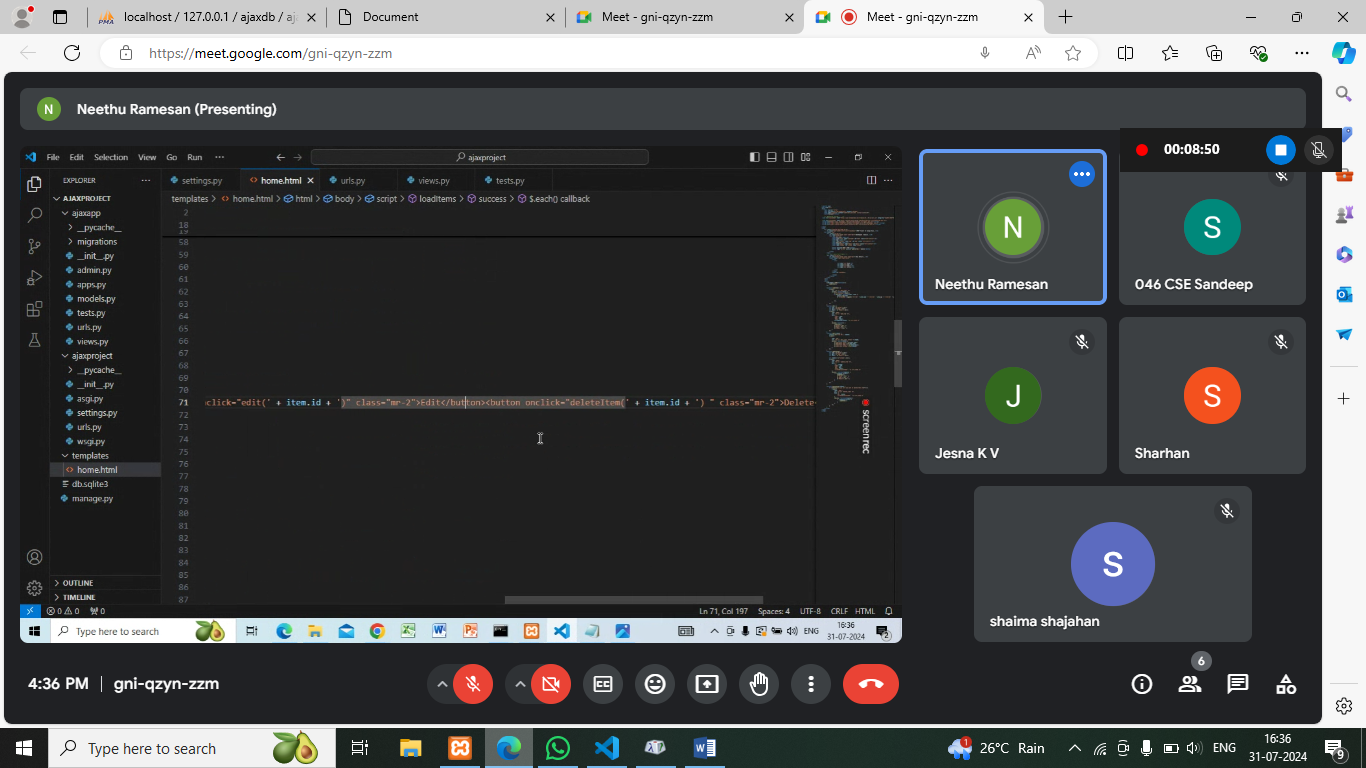 localhost / 127.0.0.1 / ajaxdb / aj
Document
Meet - gni-qzyn-zzm
Meet - gni-qzyn-zzm
https://meet.google.com/gni-qzyn-zzm
N
Neethu Ramesan (Presenting)
00:08:50
File Edit Selection View Go Run ···
ajaxproject
EXPLORER
settings.py
home.html
urls.py
views.py
tests.py
templates > home.html > html > body > script > loaditems > success > $.each() callback
AJAXPROJECT
ajaxapp
__pycache__
migrations
__init__.py
admin.py
apps.py
models.py
tests.py
urls.py
views.py
ajaxproject
__pycache__
__init__.py
asgi.py
settings.py
urls.py
wsgi.py
templates
home.html
db.sqlite3
manage.py
OUTLINE
TIMELINE
2
18
19
58
59
60
61
62
63
64
65
66
67
68
69
70
71 click="edit(' + item.id + ')" class="mr-2">Edit</button><button onclick="deleteItem(' + item.id + ') " class="mr-2">Delete<
72
73
74
75
76
77
78
79
80
81
82
83
84
85
86
87
screenrec
0 0 0
Ln 71, Col 197 Spaces: 4 UTF-8 CRLF HTML
Type here to search
ENG
16:36
31-07-2024
2
N
Neethu Ramesan
S
046 CSE Sandeep
J
Jesna K V
S
Sharhan
S
shaima shajahan
4:36 PM | gni-qzyn-zzm
6
Type here to search
1
26°C Rain
ENG
16:36
31-07-2024
9